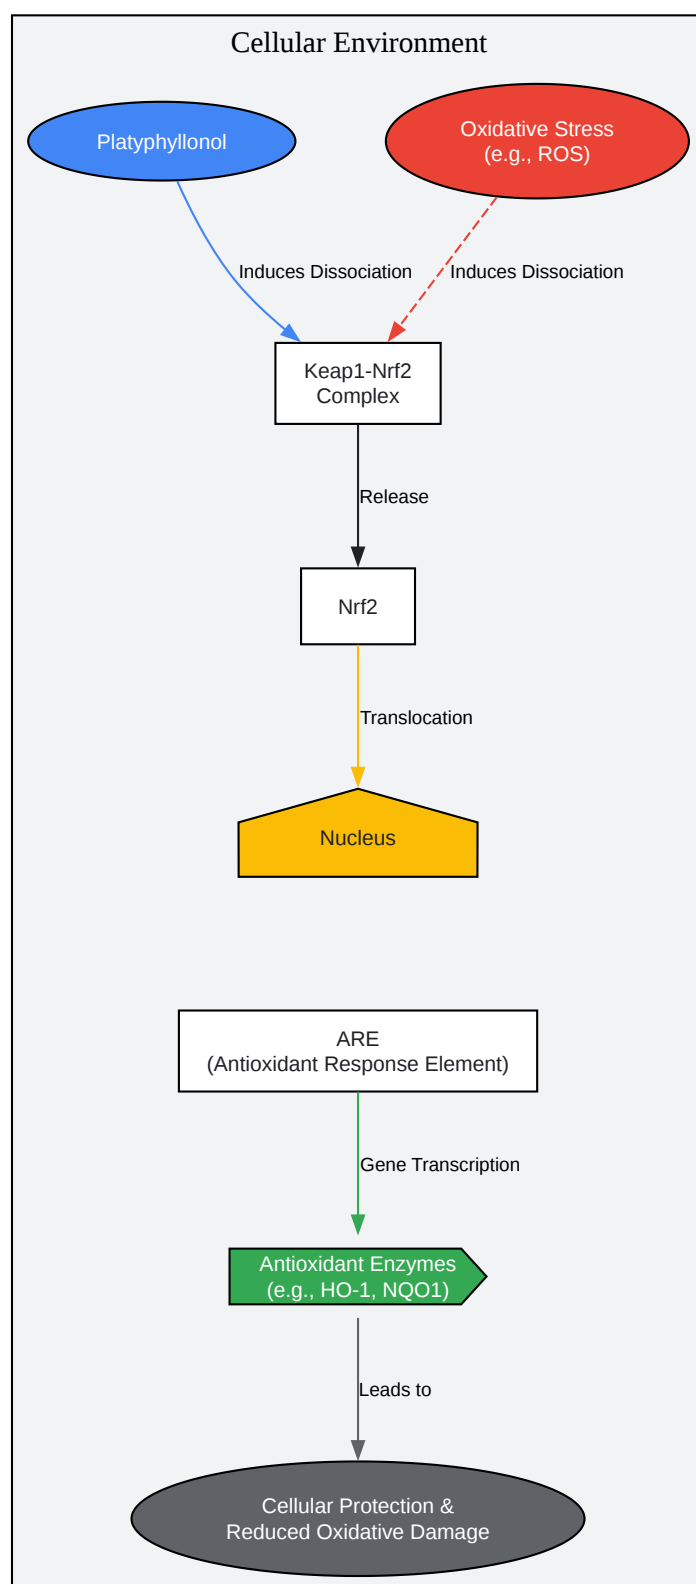 Cellular Environment
Platyphyllonol
Oxidative Stress
(e.g., ROS)
Induces Dissociation
Induces Dissociation
Keap1-Nrf2
Complex
Release
Nrf2
Translocation
Nucleus
ARE
(Antioxidant Response Element)
Gene Transcription
Antioxidant Enzymes
(e.g., HO-1, NQO1)
Leads to
Cellular Protection &
Reduced Oxidative Damage